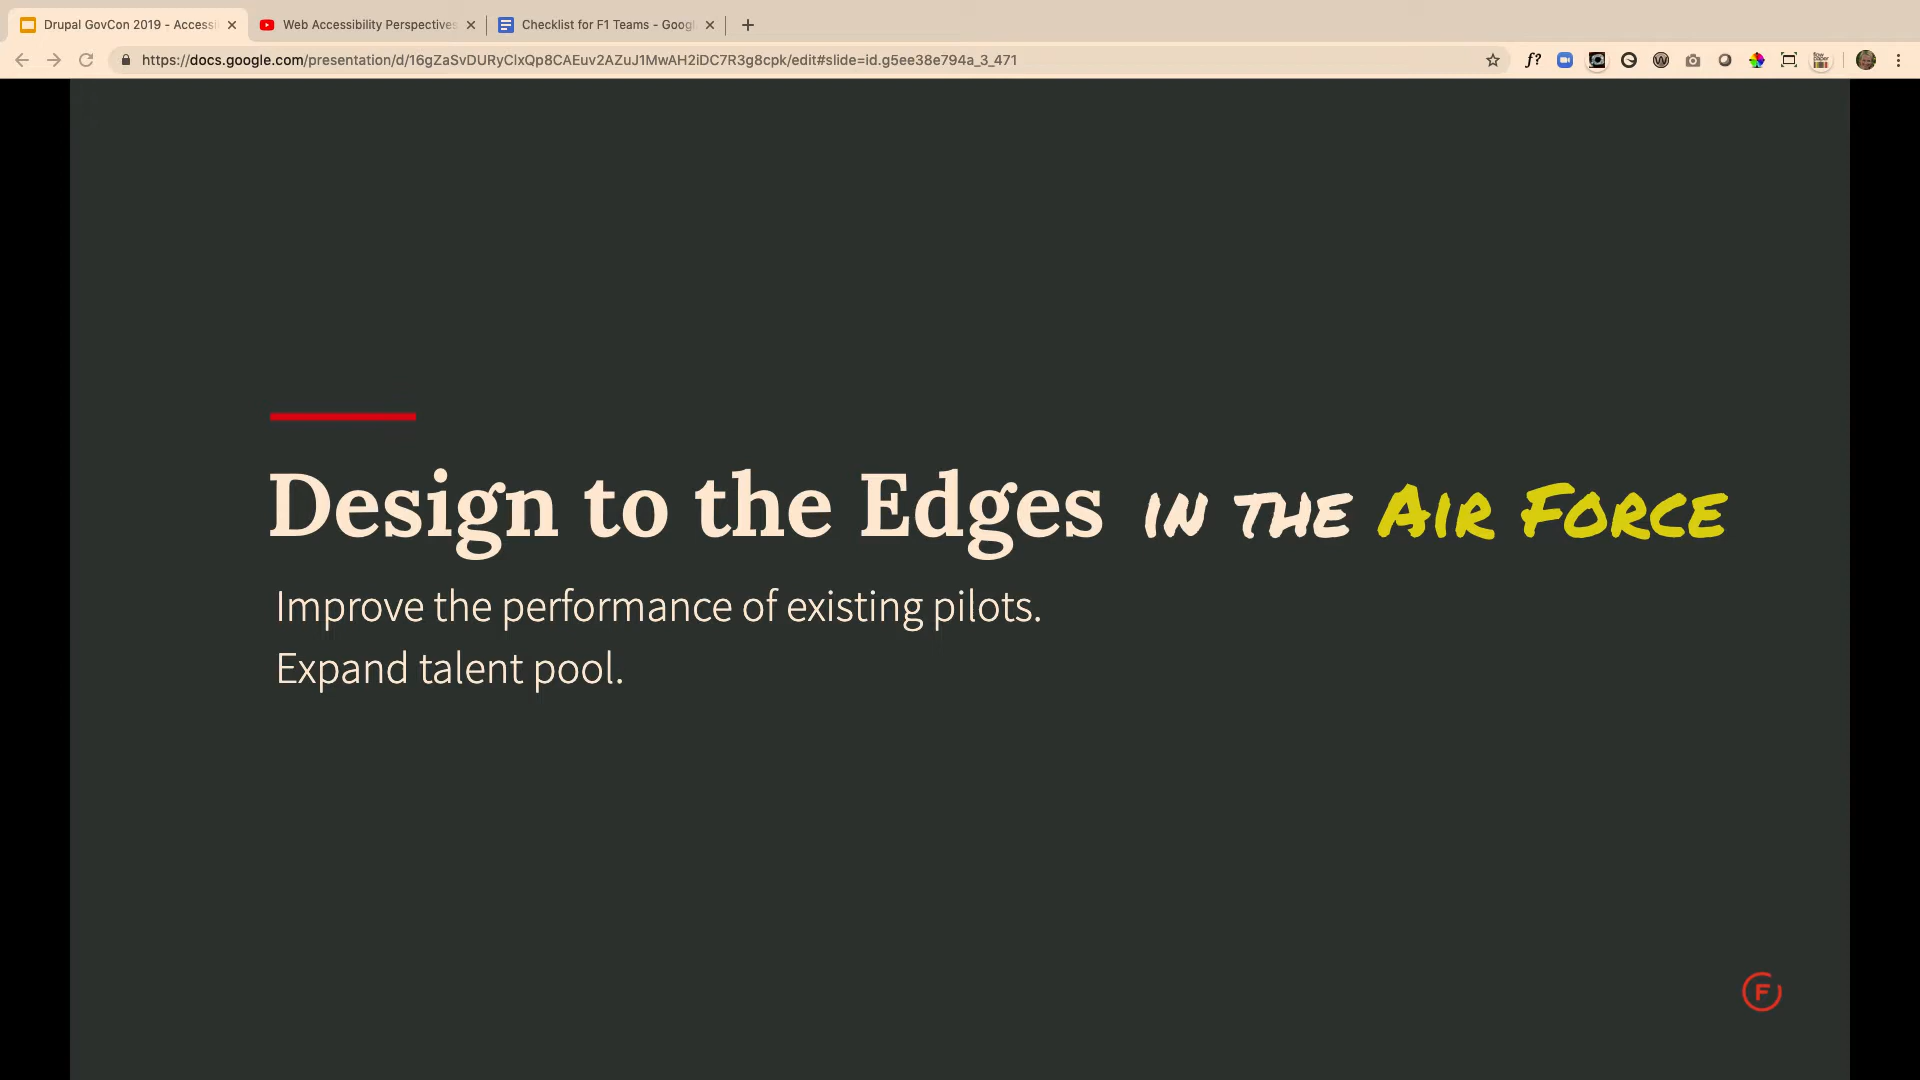 Drupal GovCon 2019 - Accessi
Web Accessibility Perspectives
Checklist for F1 Teams - Googl
https://docs.google.com/presentation/d/16gZaSvDURyClxQp8CAEuv2AZuJ1MwAH2iDC7R3g8cpk/edit#slide=id.g5ee38e794a_3_471
f?
Design to the Edges in the Air Force
Improve the performance of existing pilots.
Expand talent pool.
F